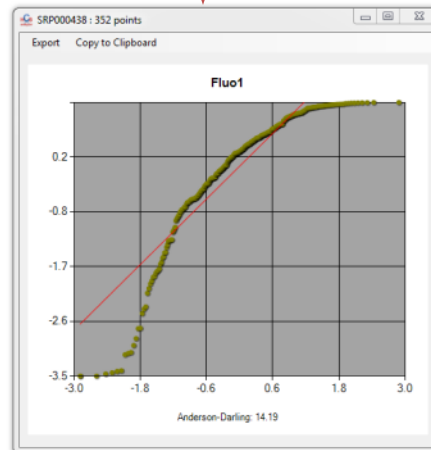 SRP000438 : 352 points
Export Copy to Clipboard
Fluo1
0.2
-0.8
-1.7
-2.6
-3.5
-3.0 -1.8 -0.6 0.6 1.8 3.0
Anderson-Darling: 14.19